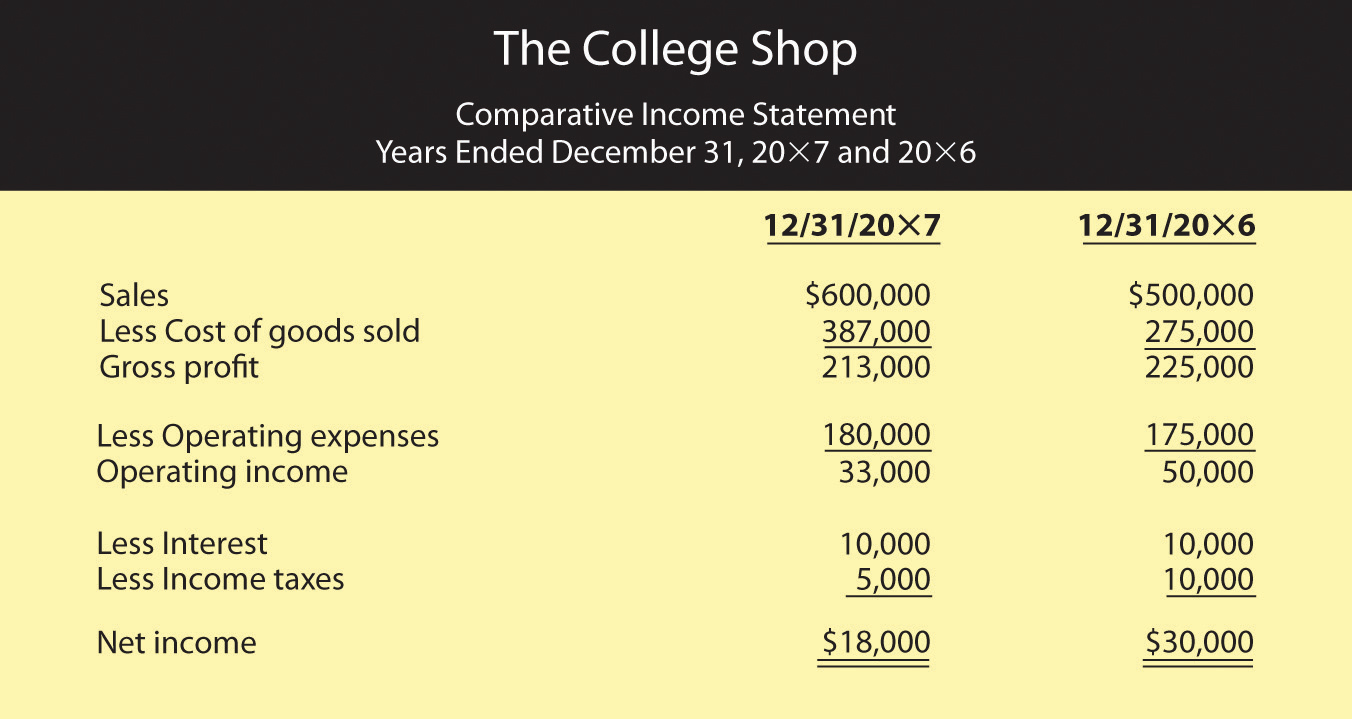 The College Shop
Comparative Income Statement
Years Ended December 31, 20×7 and 20×6
12/31/20×7 12/31/20×6
Sales $600,000 $500,000
Less Cost of goods sold 387,000 275,000
Gross profit 213,000 225,000
Less Operating expenses 180,000 175,000
Operating income 33,000 50,000
Less Interest 10,000 10,000
Less Income taxes 5,000 10,000
Net income $18,000 $30,000